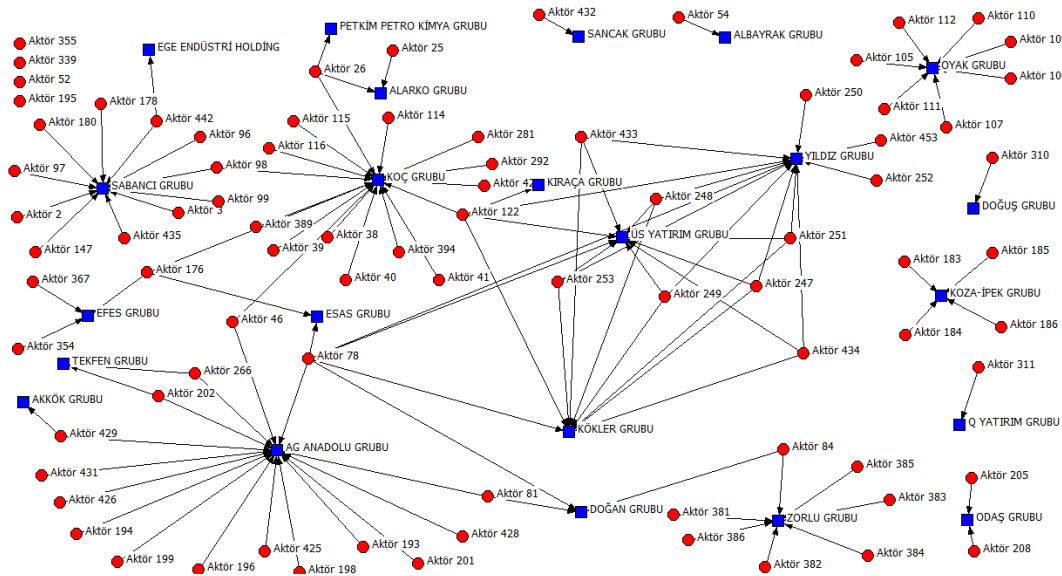 Aktör 432
Aktör 54
PETKİM PETRO KİMYA GRUBU
SANCAK GRUBU
ALBAYRAK GRUBU
Aktör 112
Aktör 110
Aktör 355
Aktör 339
Aktör 52
Aktör 195
EGE ENDÜSTRİ HOLDİNG
Aktör 25
Aktör 26
ALARKO GRUBU
Aktör 10
Aktör 105
OYAK GRUBU
Aktör 10
Aktör 178
Aktör 180
Aktör 442
Aktör 96
Aktör 115
Aktör 114
Aktör 116
Aktör 281
Aktör 433
Aktör 250
Aktör 453
Aktör 111
Aktör 107
Aktör 97
Aktör 98
Aktör 292
YILDIZ GRUBU
Aktör 310
SABANCI GRUBU
KOÇ GRUBU
KIRAÇA GRUBU
Aktör 252
Aktör 99
Aktör 248
Aktör 2
Aktör 3
Aktör 122
DOĞUŞ GRUBU
Aktör 389
Aktör 435
Aktör 38
ÜS YATIRIM GRUBU
Aktör 251
Aktör 147
Aktör 39
Aktör 394
Aktör 185
Aktör 183
Aktör 367
Aktör 176
Aktör 40
Aktör 41
Aktör 253
Aktör 249
Aktör 247
KOZA-İPEK GRUBU
EFES GRUBU
ESAS GRUBU
Aktör 46
Aktör 186
Aktör 184
Aktör 354
TEKFEN GRUBU
Aktör 78
Aktör 434
Aktör 266
Aktör 311
Aktör 202
AKKÖK GRUBU
Aktör 429
KÖKLER GRUBU
Q YATIRIM GRUBU
AG ANADOLU GRUBU
Aktör 84
Aktör 431
Aktör 385
Aktör 205
Aktör 426
Aktör 81
DOĞAN GRUBU
Aktör 381
Aktör 383
ZORLU GRUBU
ODAŞ GRUBU
Aktör 194
Aktör 428
Aktör 386
Aktör 199
Aktör 425
Aktör 193
Aktör 384
Aktör 208
Aktör 196
Aktör 198
Aktör 201
Aktör 382